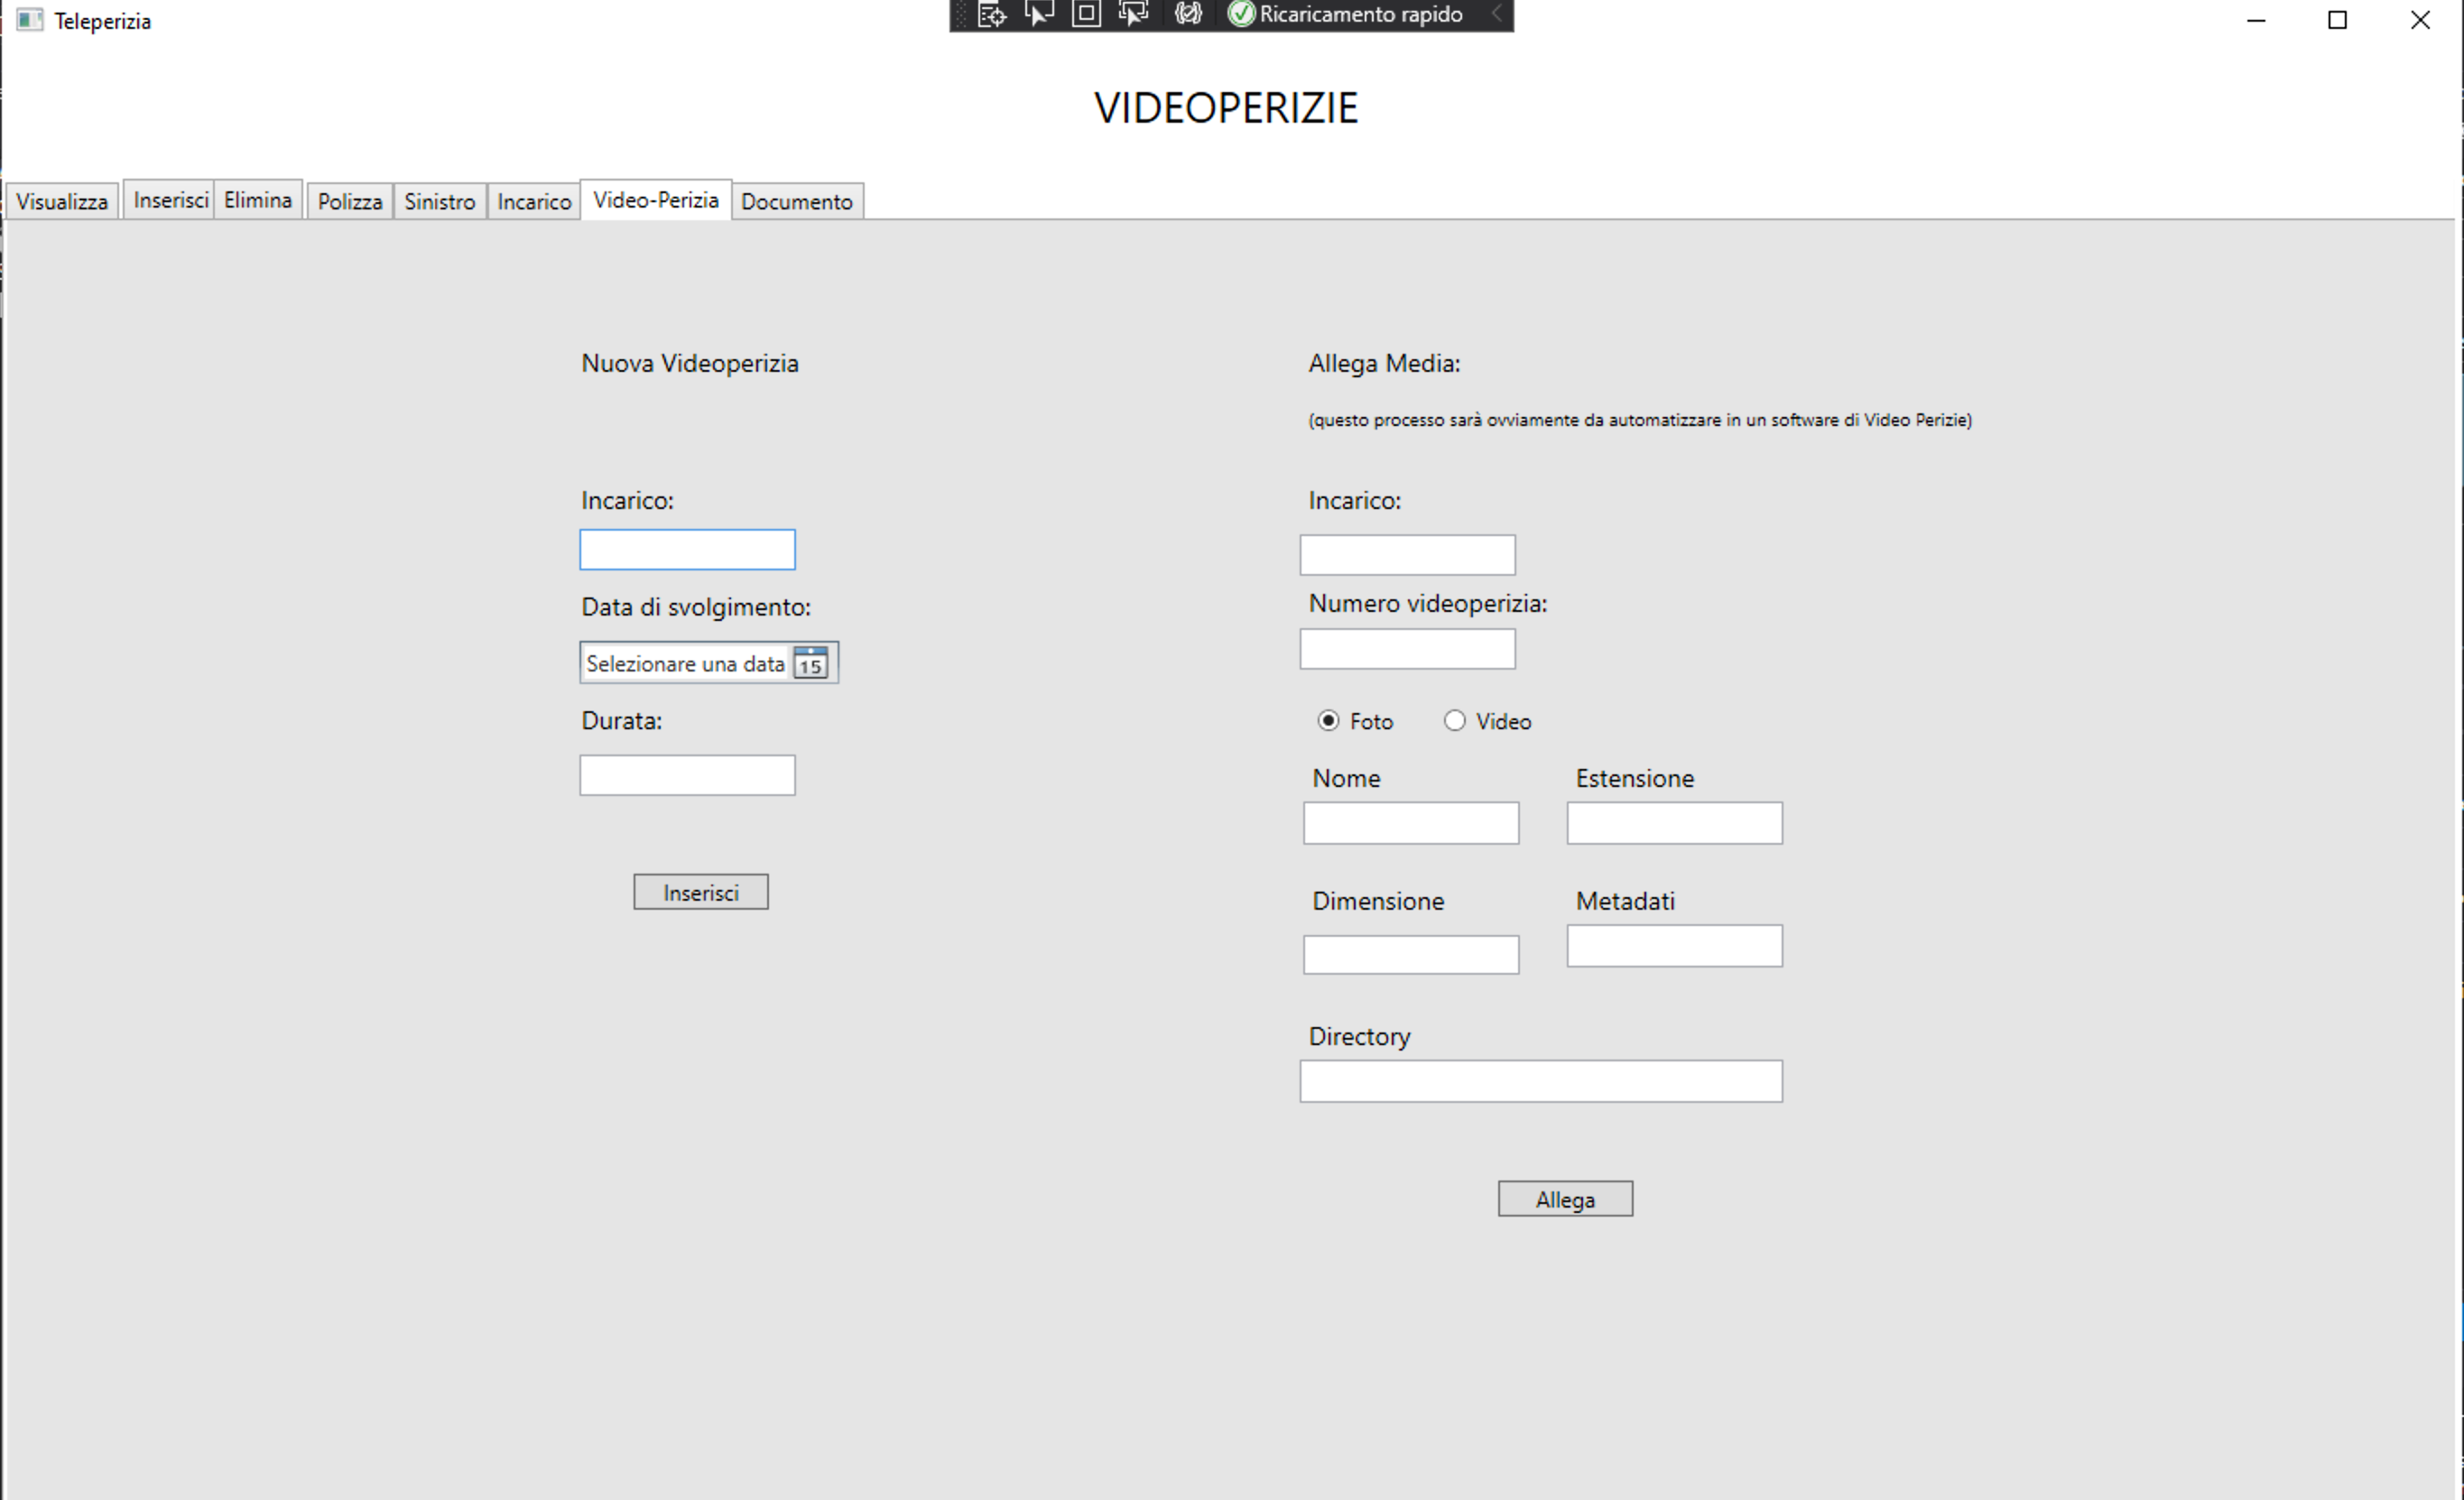 Teperizia
Ricaricamento rapido
VIDEOPERIZIE
Visualizza Inserisci Elimina Polizza Sinistro Incarico Video-Perizia Documento
Nuova Videoperizia
Incarico:
Data di svolgimento:
Selezionare una data 15
Durata:
Inserisci
Allega Media:
(questo processo sarà ovviamente da automatizzare in un software di Video Perizie)
Incarico:
Numero videoperizia:
Foto Video
Nome Estensione
Dimensione Metadati
Directory
Allega